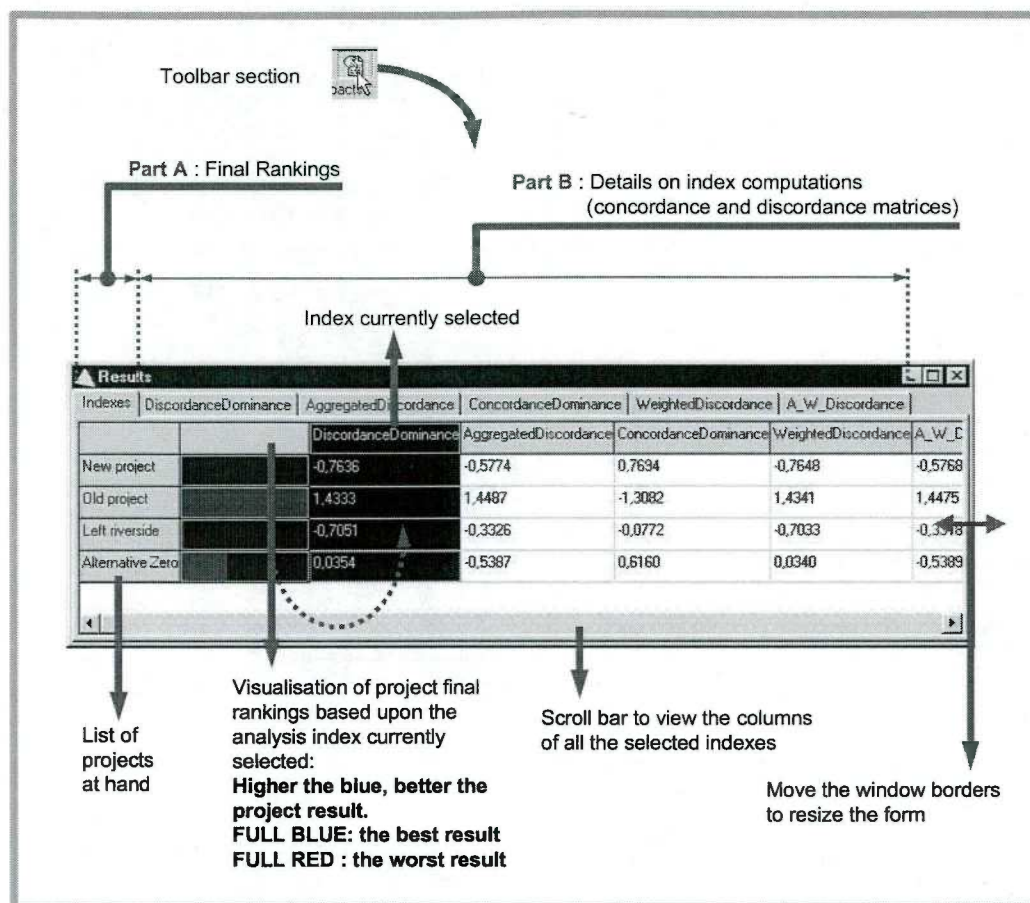 Toolbar section
pacts
Part A : Final Rankings
Part B : Details on index computations
(concordance and discordance matrices)
Index currently selected
Results
Indexes DiscordanceDominance AggregatedDiscordance ConcordanceDominance WeightedDiscordance A_W_Discordance
DiscordanceDominance AggregatedDiscordance ConcordanceDominance WeightedDiscordance A_W_D
New project -0,7636 -0,5774 0,7694 -0,7648 -0,5768
Old project 1,4333 1,4487 -1,3082 1,4341 1,4475
Left riverside -0,7051 -0,3326 -0,0772 -0,7033
Alternative Zero 0,0354 -0,5387 0,6160 0,0340 -0,5389
List of
projects
at hand
Visualisation of project final
rankings based upon the
analysis index currently
selected:
Higher the blue, better the
project result.
FULL BLUE: the best result
FULL RED : the worst result
Scroll bar to view the columns
of all the selected indexes
Move the window borders
to resize the form